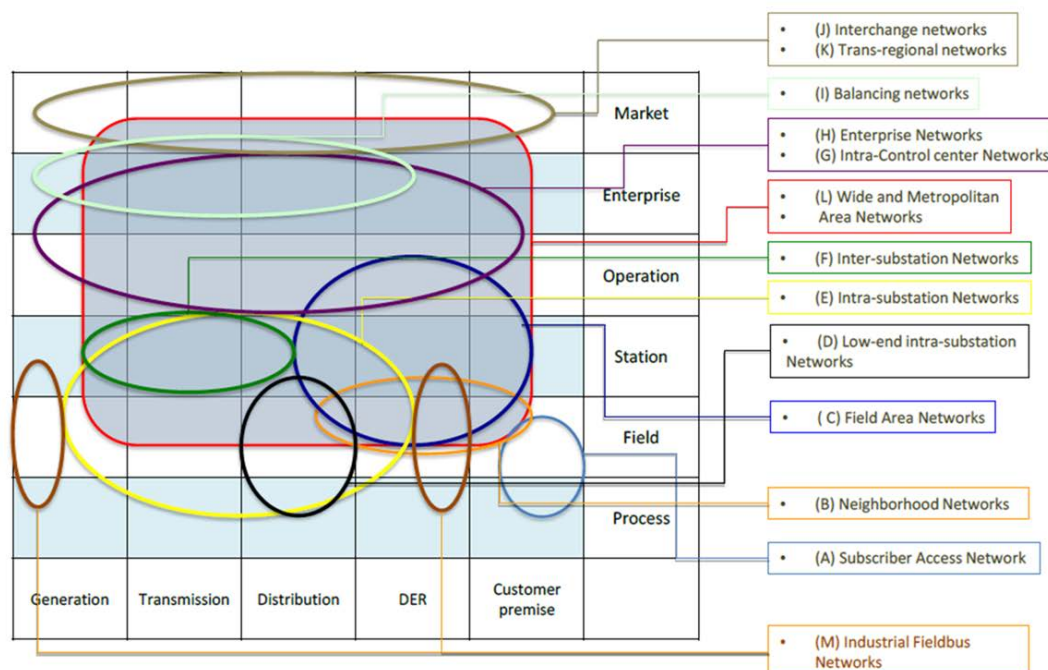 • (J) Interchange networks
• (K) Trans-regional networks
Market
• (I) Balancing networks
• (H) Enterprise Networks
• (G) Intra-Control center Networks
Enterprise
• (L) Wide and Metropolitan
• Area Networks
Operation
• (F) Inter-substation Networks
• (E) Intra-substation Networks
Station
• (D) Low-end intra-substation
Networks
• ( C) Field Area Networks
Field
• (B) Neighborhood Networks
Process
• (A) Subscriber Access Network
Generation
Transmission
Distribution
DER
Customer
premise
• (M) Industrial Fieldbus
Networks